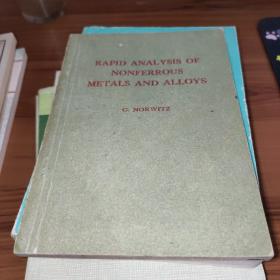 RAPID ANALYSIS OF
NONFERROUS
METALS AND ALLOYS
G. NORWITZ